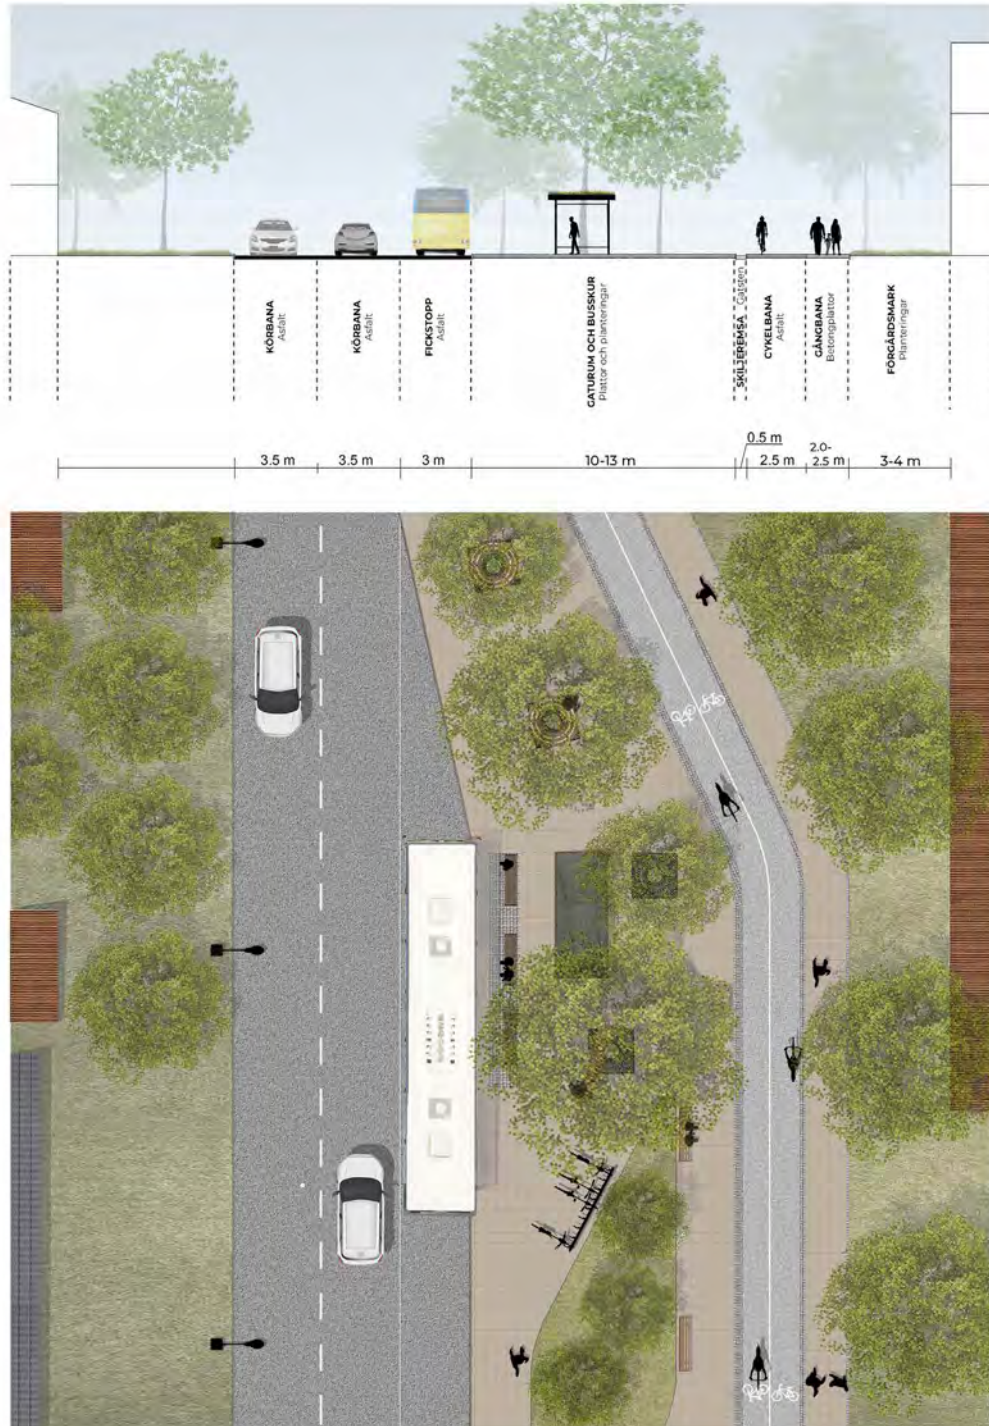 KÖRBANA
Asfalt
KÖRBANA
Asfalt
FICKSTOPP
Asfalt
GATURUM OCH BUSSKUR
Plattor och planteringar
SKILJEREMSA Gatsten
CYKELBANA
Asfalt
GÅNGBANA
Betongplattor
FÖRGÅRDSMARK
Planteringar
3.5 m
3.5 m
3 m
10-13 m
0.5 m
2.5 m
2.0-
2.5 m
3-4 m